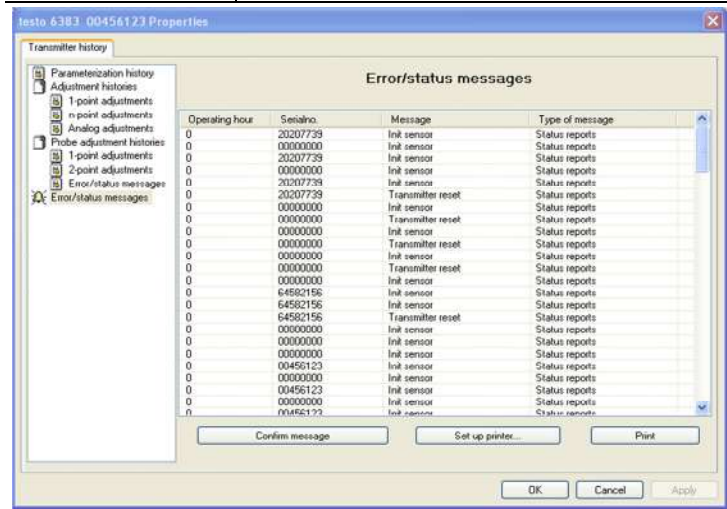 testo 6383 00456123 Properties
Transmitter history
Parameterization history
Adjustment histories
1-point adjustments
n-point adjustments
Analog adjustments
Probe adjustment histories
1-point adjustments
2-point adjustments
Error/status messages
Error/status messages
Error/status messages
Operating hour Serialno. Message Type of message
0 20207739 Init sensor Status reports
0 00000000 Init sensor Status reports
0 20207739 Init sensor Status reports
0 00000000 Init sensor Status reports
0 20207739 Init sensor Status reports
0 20207739 Transmitter reset Status reports
0 00000000 Init sensor Status reports
0 00000000 Transmitter reset Status reports
0 00000000 Init sensor Status reports
0 00000000 Transmitter reset Status reports
0 00000000 Init sensor Status reports
0 00000000 Transmitter reset Status reports
0 00000000 Init sensor Status reports
0 64582156 Init sensor Status reports
0 64582156 Init sensor Status reports
0 64582156 Transmitter reset Status reports
0 00000000 Init sensor Status reports
0 00000000 Init sensor Status reports
0 00000000 Init sensor Status reports
0 00456123 Init sensor Status reports
0 00000000 Init sensor Status reports
0 00456123 Init sensor Status reports
0 00000000 Init sensor Status reports
0 00456123 Init sensor Status reports
Confirm message Set up printer... Print
OK Cancel Apply